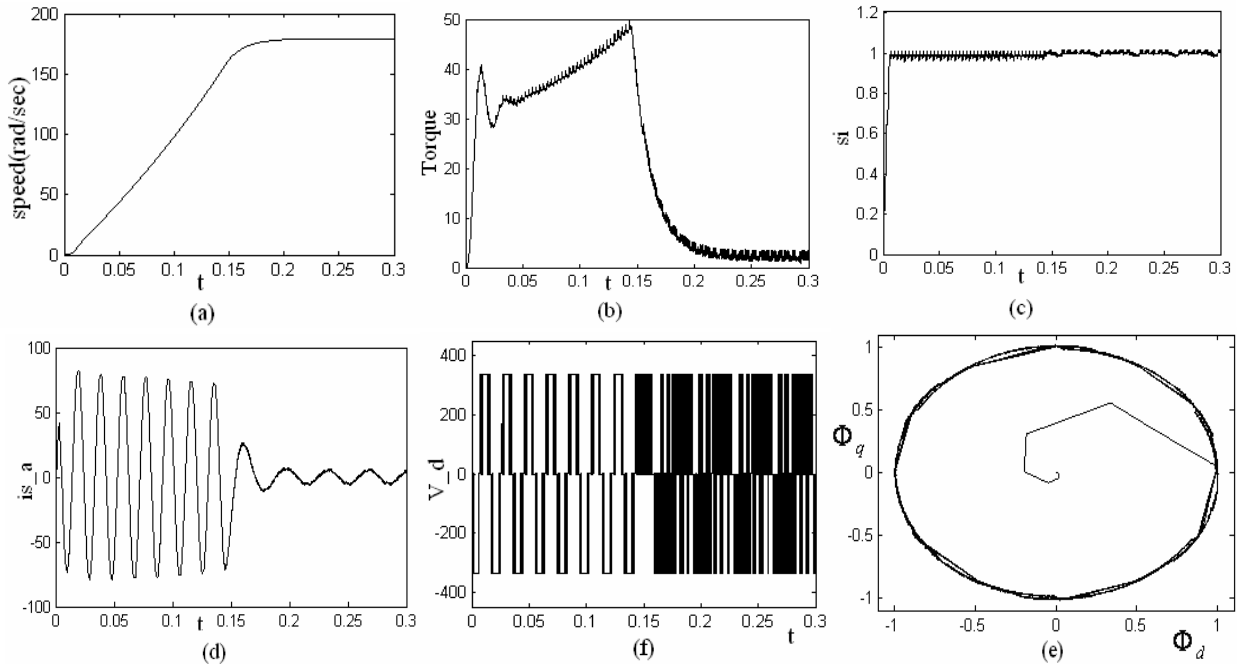 200
150
100
50
0
speed(rad/sec)
0 0.05 0.1 0.15 0.2 0.25 0.3
t
(a)
50
40
30
20
10
0
Torque
0 0.05 0.1 0.15 0.2 0.25 0.3
t
(b)
1.2
1
0.8
0.6
0.4
0.2
0
si
0 0.05 0.1 0.15 0.2 0.25 0.3
t
(c)
100
50
0
-50
-100
is_a
0 0.05 0.1 0.15 0.2 0.25 0.3
t
(d)
400
200
0
-200
-400
V_d
0 0.05 0.1 0.15 0.2 0.25 0.3
t
(f)
1
0.5
0
-0.5
-1
Φq
-1 -0.5 0 0.5 1
Φd
(e)